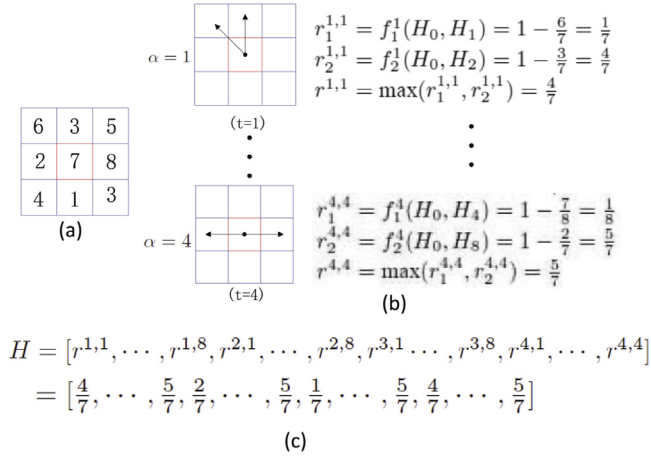 α = 1
(t=1)
r_1^{1,1} = f_1^1(H_0, H_1) = 1 − 6/7 = 1/7
r_2^{1,1} = f_2^1(H_0, H_2) = 1 − 3/7 = 4/7
r^{1,1} = max(r_1^{1,1}, r_2^{1,1}) = 4/7
6 3 5
2 7 8
4 1 3
(a)
α = 4
(t=4)
r_1^{4,4} = f_1^4(H_0, H_4) = 1 − 7/8 = 1/8
r_2^{4,4} = f_2^4(H_0, H_8) = 1 − 2/7 = 5/7
r^{4,4} = max(r_1^{4,4}, r_2^{4,4}) = 5/7
(b)
H = [r^{1,1}, ⋯ , r^{1,8}, r^{2,1}, ⋯ , r^{2,8}, r^{3,1} ⋯ , r^{3,8}, r^{4,1}, ⋯ , r^{4,4}]
= [4/7, ⋯ , 5/7, 2/7, ⋯ , 5/7, 1/7, ⋯ , 5/7, 4/7, ⋯ , 5/7]
(c)